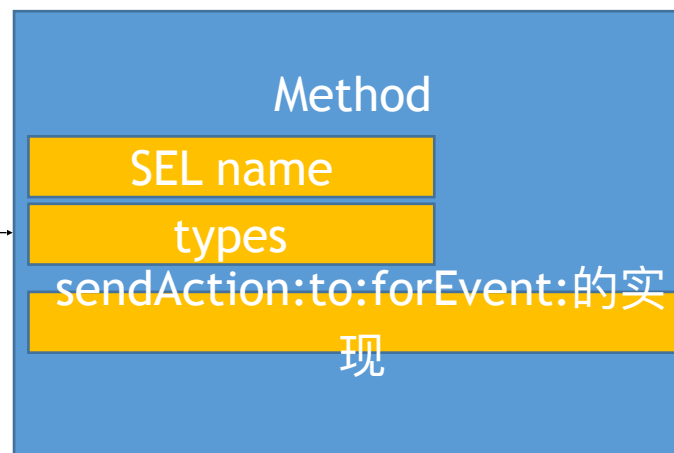 Method
SEL name
types
sendAction:to:forEvent:的实
现